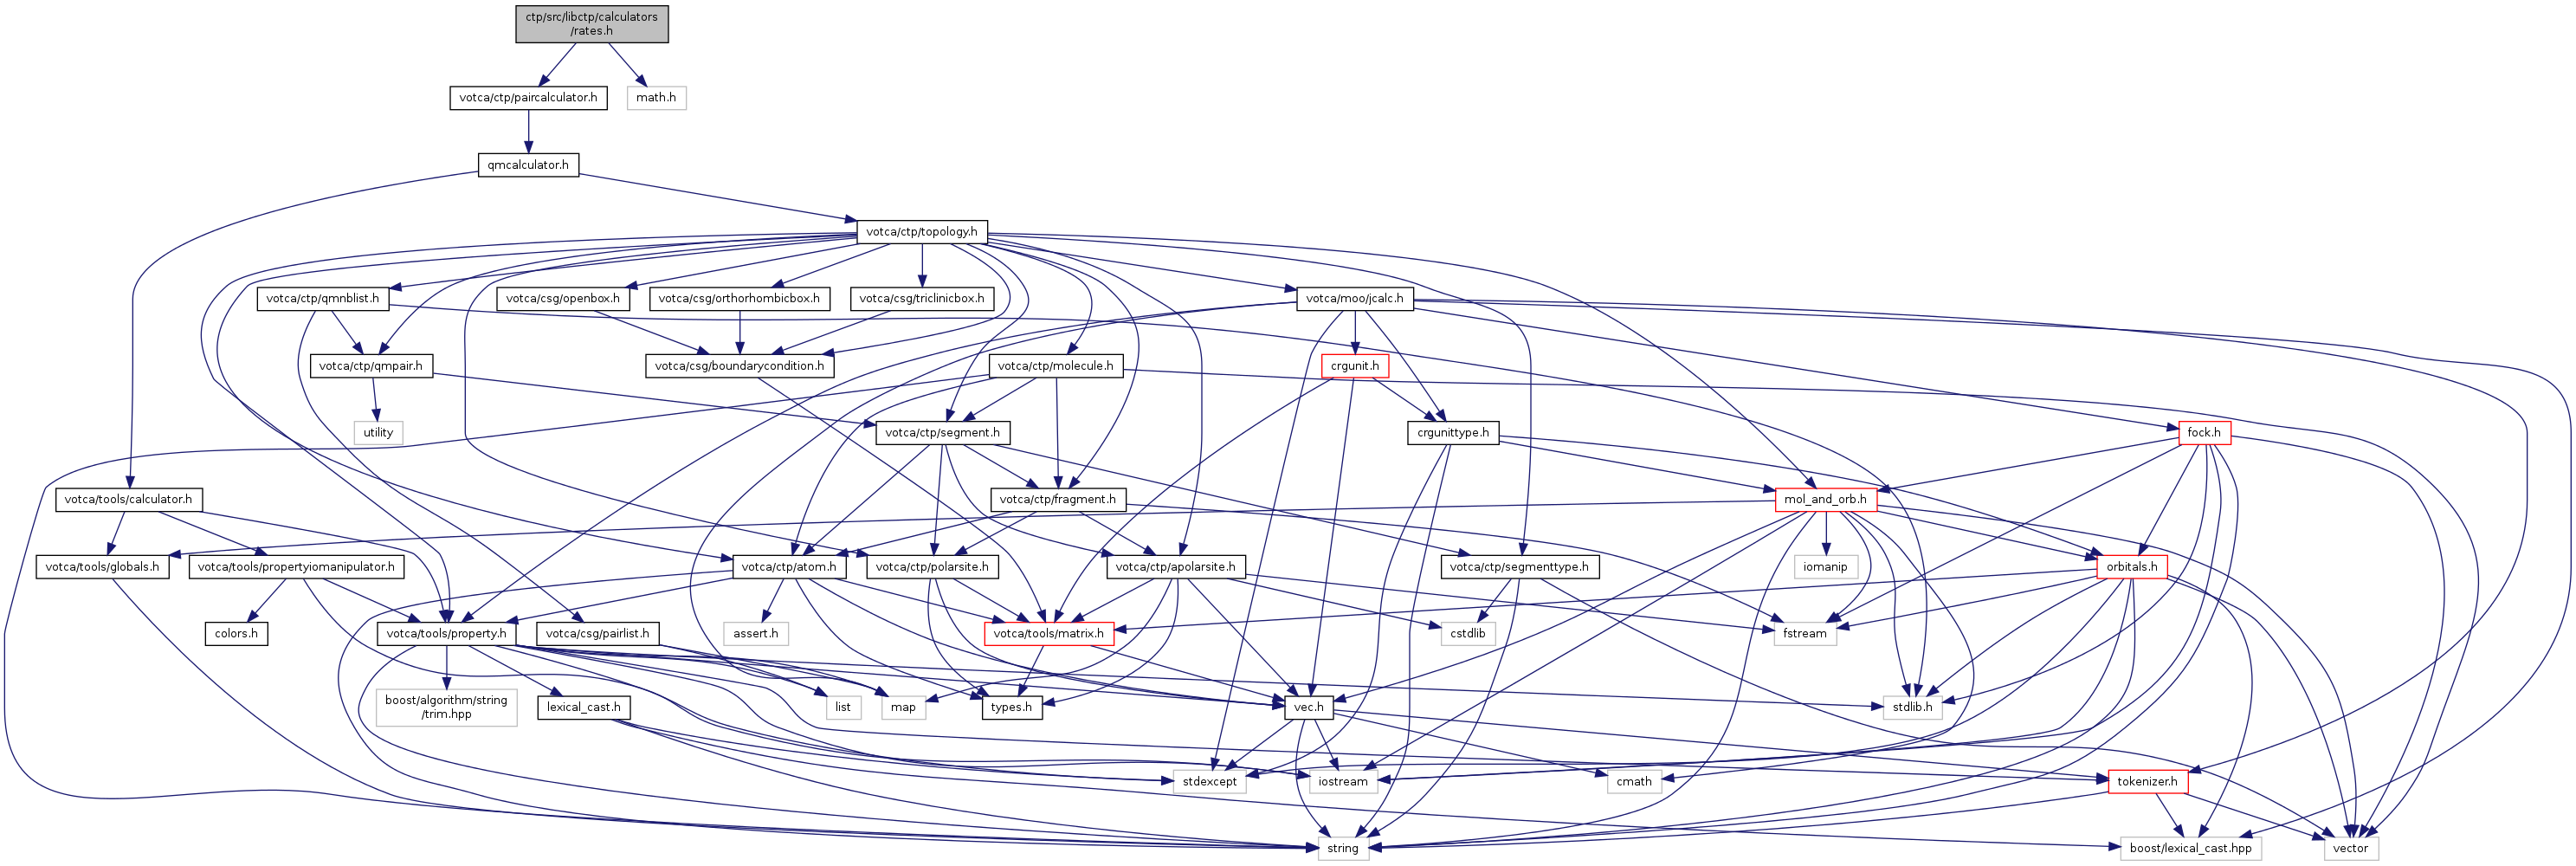 ctp/src/libctp/calculators
/rates.h
votca/ctp/paircalculator.h
math.h
qmcalculator.h
votca/ctp/topology.h
votca/ctp/qmnblist.h
votca/csg/openbox.h
votca/csg/orthorhombicbox.h
votca/csg/triclinicbox.h
votca/moo/jcalc.h
votca/ctp/qmpair.h
votca/csg/boundarycondition.h
votca/ctp/molecule.h
crgunit.h
utility
votca/ctp/segment.h
crgunittype.h
fock.h
votca/tools/calculator.h
votca/ctp/fragment.h
mol_and_orb.h
votca/tools/globals.h
votca/tools/propertyiomanipulator.h
votca/ctp/atom.h
votca/ctp/polarsite.h
votca/ctp/apolarsite.h
votca/ctp/segmenttype.h
iomanip
orbitals.h
colors.h
votca/tools/property.h
votca/csg/pairlist.h
assert.h
votca/tools/matrix.h
cstdlib
fstream
boost/algorithm/string
/trim.hpp
lexical_cast.h
list
map
types.h
vec.h
stdlib.h
stdexcept
iostream
cmath
tokenizer.h
string
boost/lexical_cast.hpp
vector